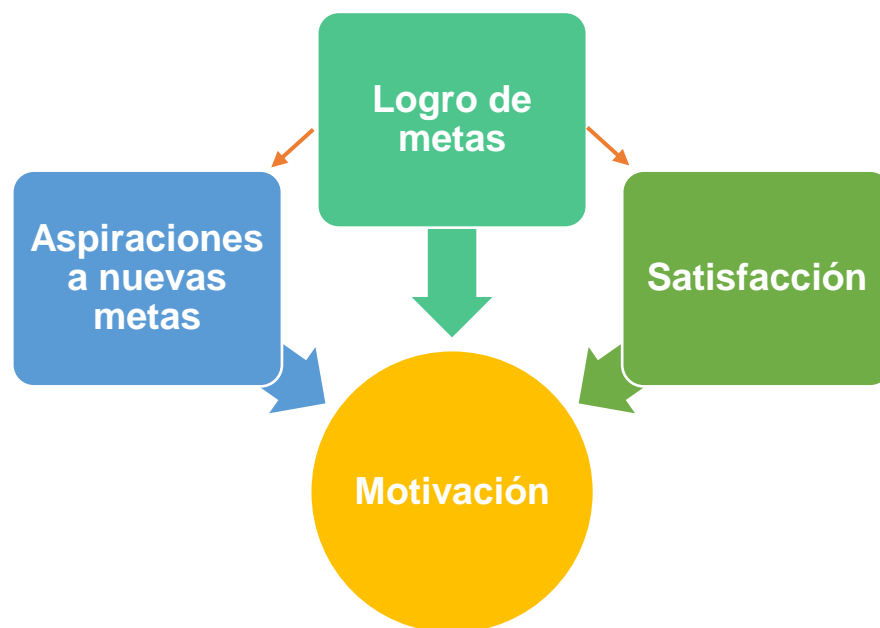 Logro de
metas
Aspiraciones
a nuevas
metas
Satisfacción
Motivación